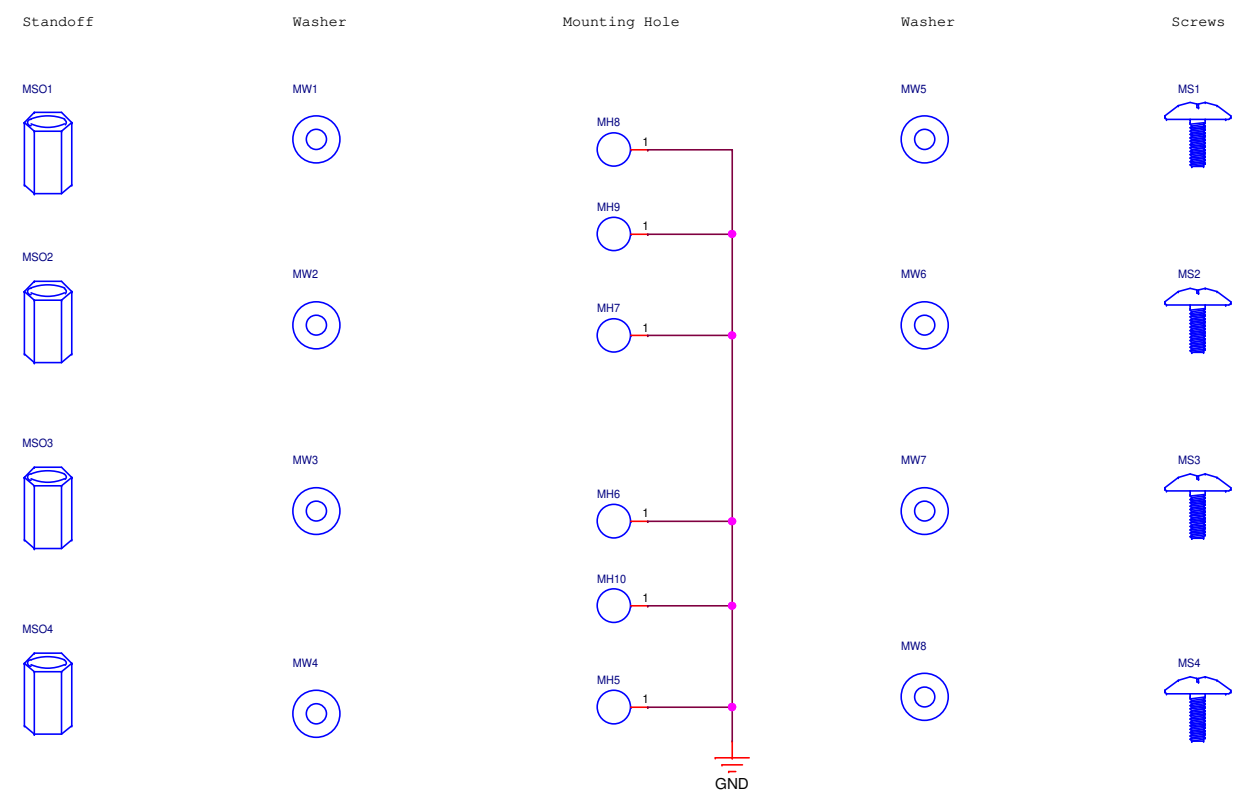 Standoff Washer Mounting Hole Washer Screws
MSO1 MW1 MW5 MS1
MH8
1
MH9
1
MSO2 MW2 MW6 MS2
MH7
1
MSO3 MW3 MW7 MS3
MH6
1
MH10
1
MSO4 MW8
MW4 MS4
MH5
1
GND